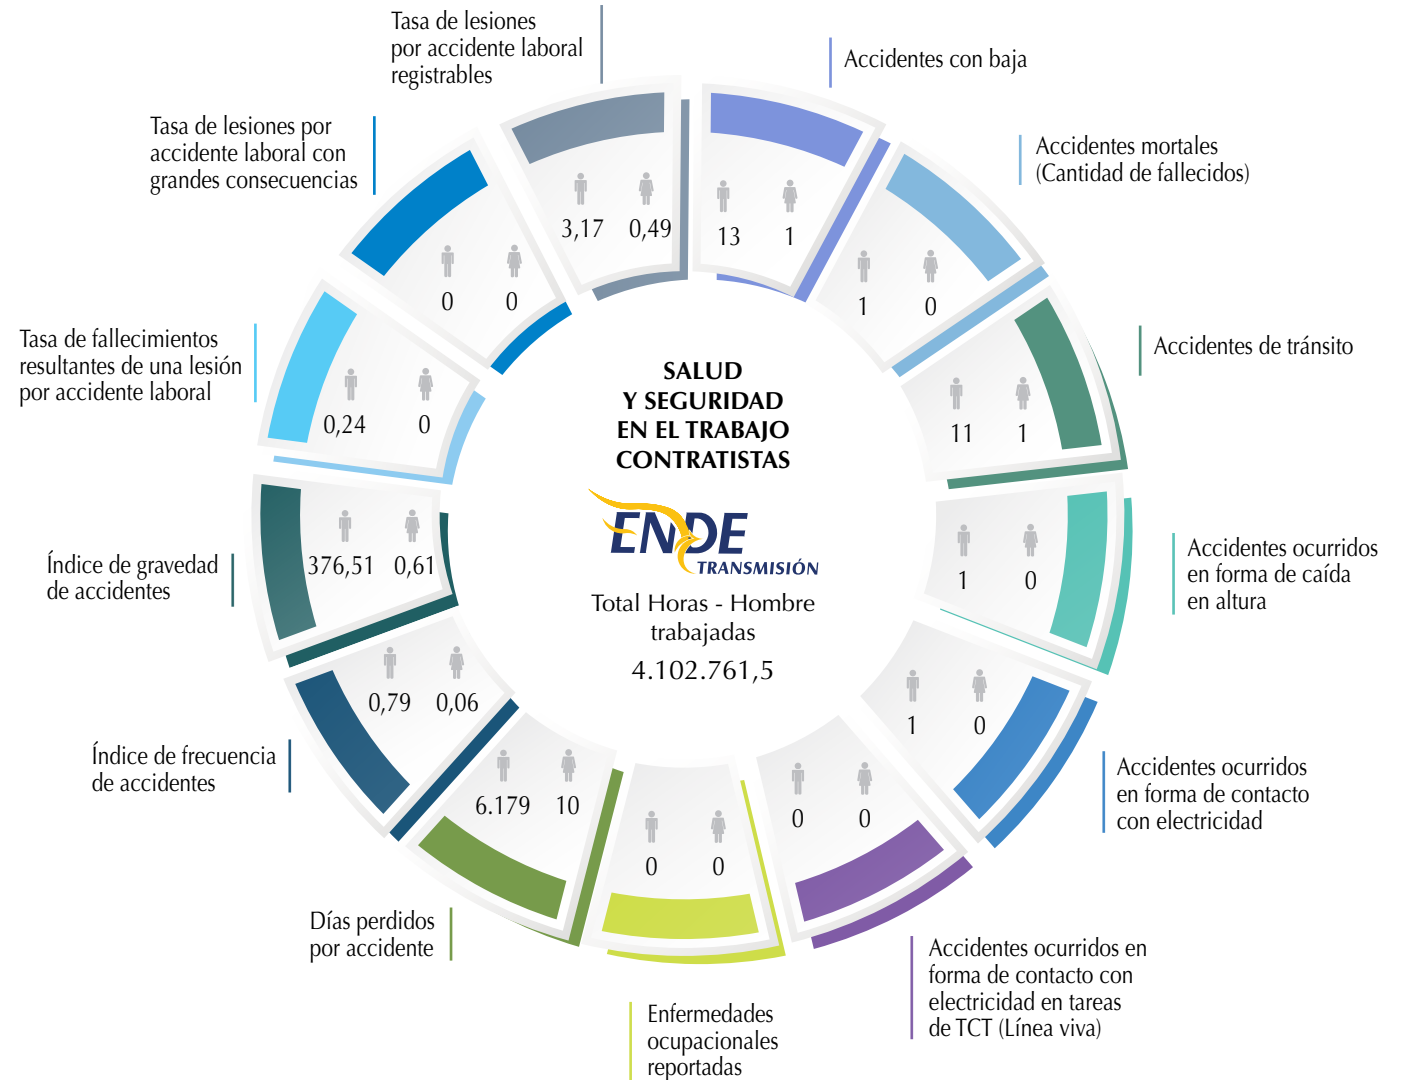 Tasa de lesiones
por accidente laboral
registrables
3,17 0,49
Accidentes con baja
13 1
Accidentes mortales
(Cantidad de fallecidos)
1 0
Accidentes de tránsito
11 1
Accidentes ocurridos
en forma de caída
en altura
1 0
Accidentes ocurridos
en forma de contacto
con electricidad
1 0
Accidentes ocurridos en
forma de contacto con
electricidad en tareas
de TCT (Línea viva)
0 0
Enfermedades
ocupacionales
reportadas
0 0
Días perdidos
por accidente
6.179 10
Índice de frecuencia
de accidentes
0,79 0,06
Índice de gravedad
de accidentes
376,51 0,61
Tasa de fallecimientos
resultantes de una lesión
por accidente laboral
0,24 0
Tasa de lesiones por
accidente laboral con
grandes consecuencias
0 0
SALUD
Y SEGURIDAD
EN EL TRABAJO
CONTRATISTAS
ENDE
TRANSMISIÓN
Total Horas - Hombre
trabajadas
4.102.761,5